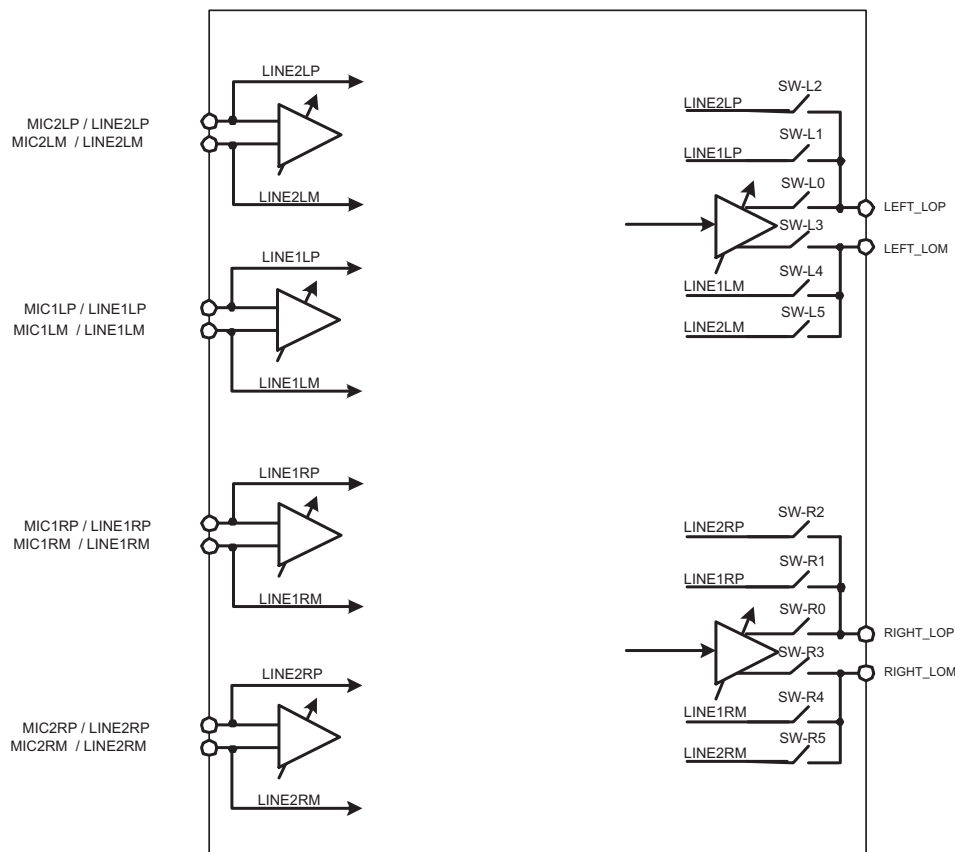 LINE2LP
MIC2LP / LINE2LP
MIC2LM / LINE2LM
LINE2LM
LINE1LP
MIC1LP / LINE1LP
MIC1LM / LINE1LM
LINE1LM
LINE1RP
MIC1RP / LINE1RP
MIC1RM / LINE1RM
LINE1RM
LINE2RP
MIC2RP / LINE2RP
MIC2RM / LINE2RM
LINE2RM
SW-L2
LINE2LP
SW-L1
LINE1LP
SW-L0
LEFT_LOP
SW-L3
LEFT_LOM
SW-L4
LINE1LM
SW-L5
LINE2LM
SW-R2
LINE2RP
SW-R1
LINE1RP
SW-R0
RIGHT_LOP
SW-R3
RIGHT_LOM
SW-R4
LINE1RM
SW-R5
LINE2RM